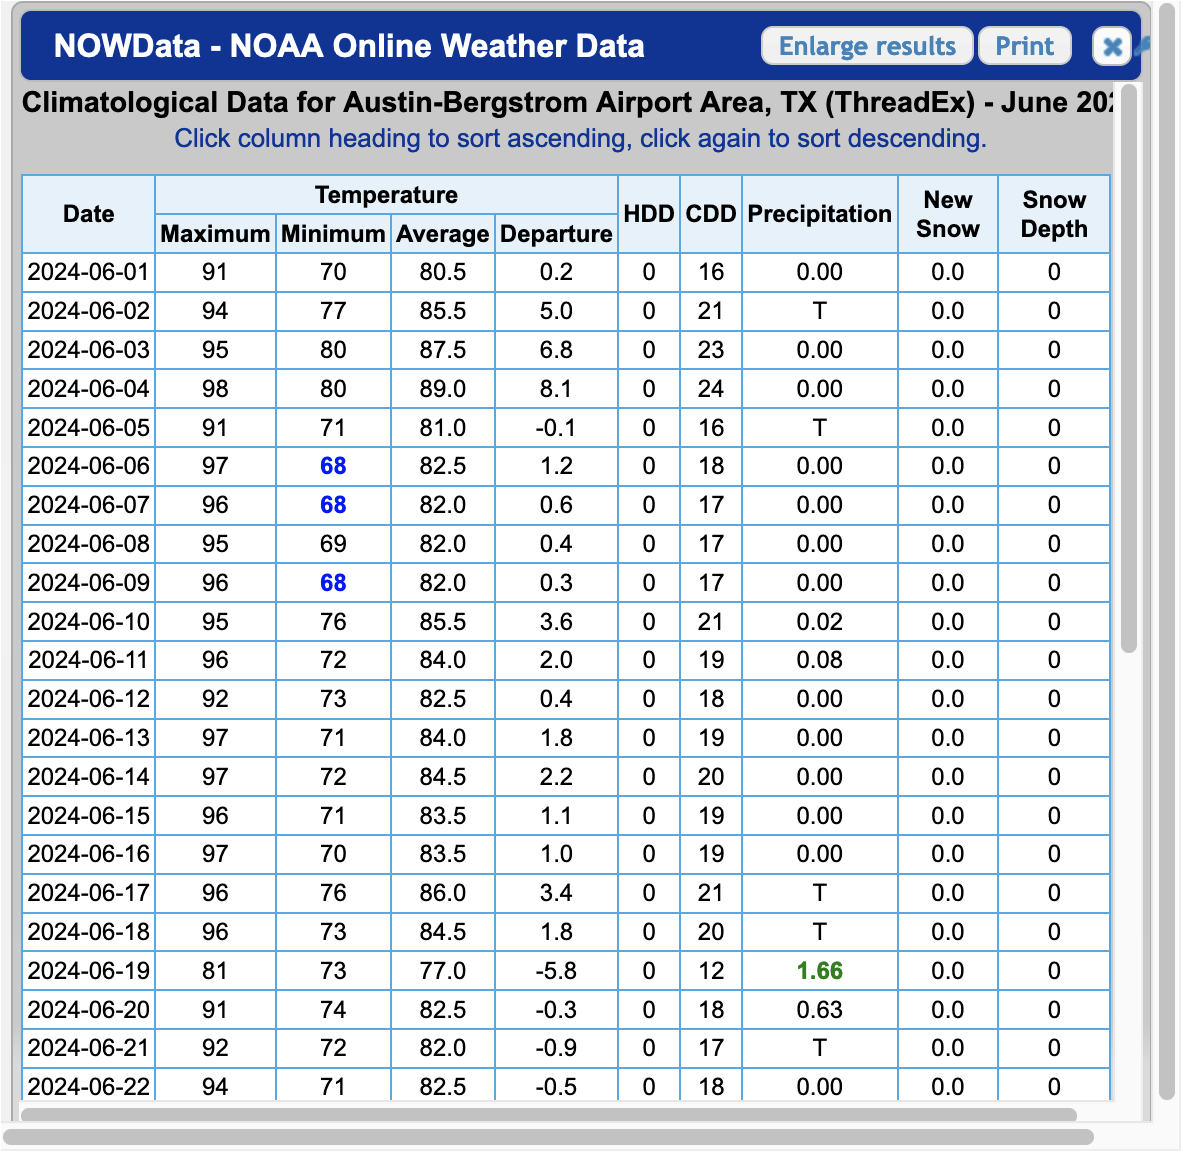 NOWData - NOAA Online Weather Data
Enlarge results
Print
Climatological Data for Austin-Bergstrom Airport Area, TX (ThreadEx) - June 202
Click column heading to sort ascending, click again to sort descending.
Date Temperature HDD CDD Precipitation New Snow Snow Depth
Maximum Minimum Average Departure
2024-06-01 91 70 80.5 0.2 0 16 0.00 0.0 0
2024-06-02 94 77 85.5 5.0 0 21 T 0.0 0
2024-06-03 95 80 87.5 6.8 0 23 0.00 0.0 0
2024-06-04 98 80 89.0 8.1 0 24 0.00 0.0 0
2024-06-05 91 71 81.0 -0.1 0 16 T 0.0 0
2024-06-06 97 68 82.5 1.2 0 18 0.00 0.0 0
2024-06-07 96 68 82.0 0.6 0 17 0.00 0.0 0
2024-06-08 95 69 82.0 0.4 0 17 0.00 0.0 0
2024-06-09 96 68 82.0 0.3 0 17 0.00 0.0 0
2024-06-10 95 76 85.5 3.6 0 21 0.02 0.0 0
2024-06-11 96 72 84.0 2.0 0 19 0.08 0.0 0
2024-06-12 92 73 82.5 0.4 0 18 0.00 0.0 0
2024-06-13 97 71 84.0 1.8 0 19 0.00 0.0 0
2024-06-14 97 72 84.5 2.2 0 20 0.00 0.0 0
2024-06-15 96 71 83.5 1.1 0 19 0.00 0.0 0
2024-06-16 97 70 83.5 1.0 0 19 0.00 0.0 0
2024-06-17 96 76 86.0 3.4 0 21 T 0.0 0
2024-06-18 96 73 84.5 1.8 0 20 T 0.0 0
2024-06-19 81 73 77.0 -5.8 0 12 1.66 0.0 0
2024-06-20 91 74 82.5 -0.3 0 18 0.63 0.0 0
2024-06-21 92 72 82.0 -0.9 0 17 T 0.0 0
2024-06-22 94 71 82.5 -0.5 0 18 0.00 0.0 0